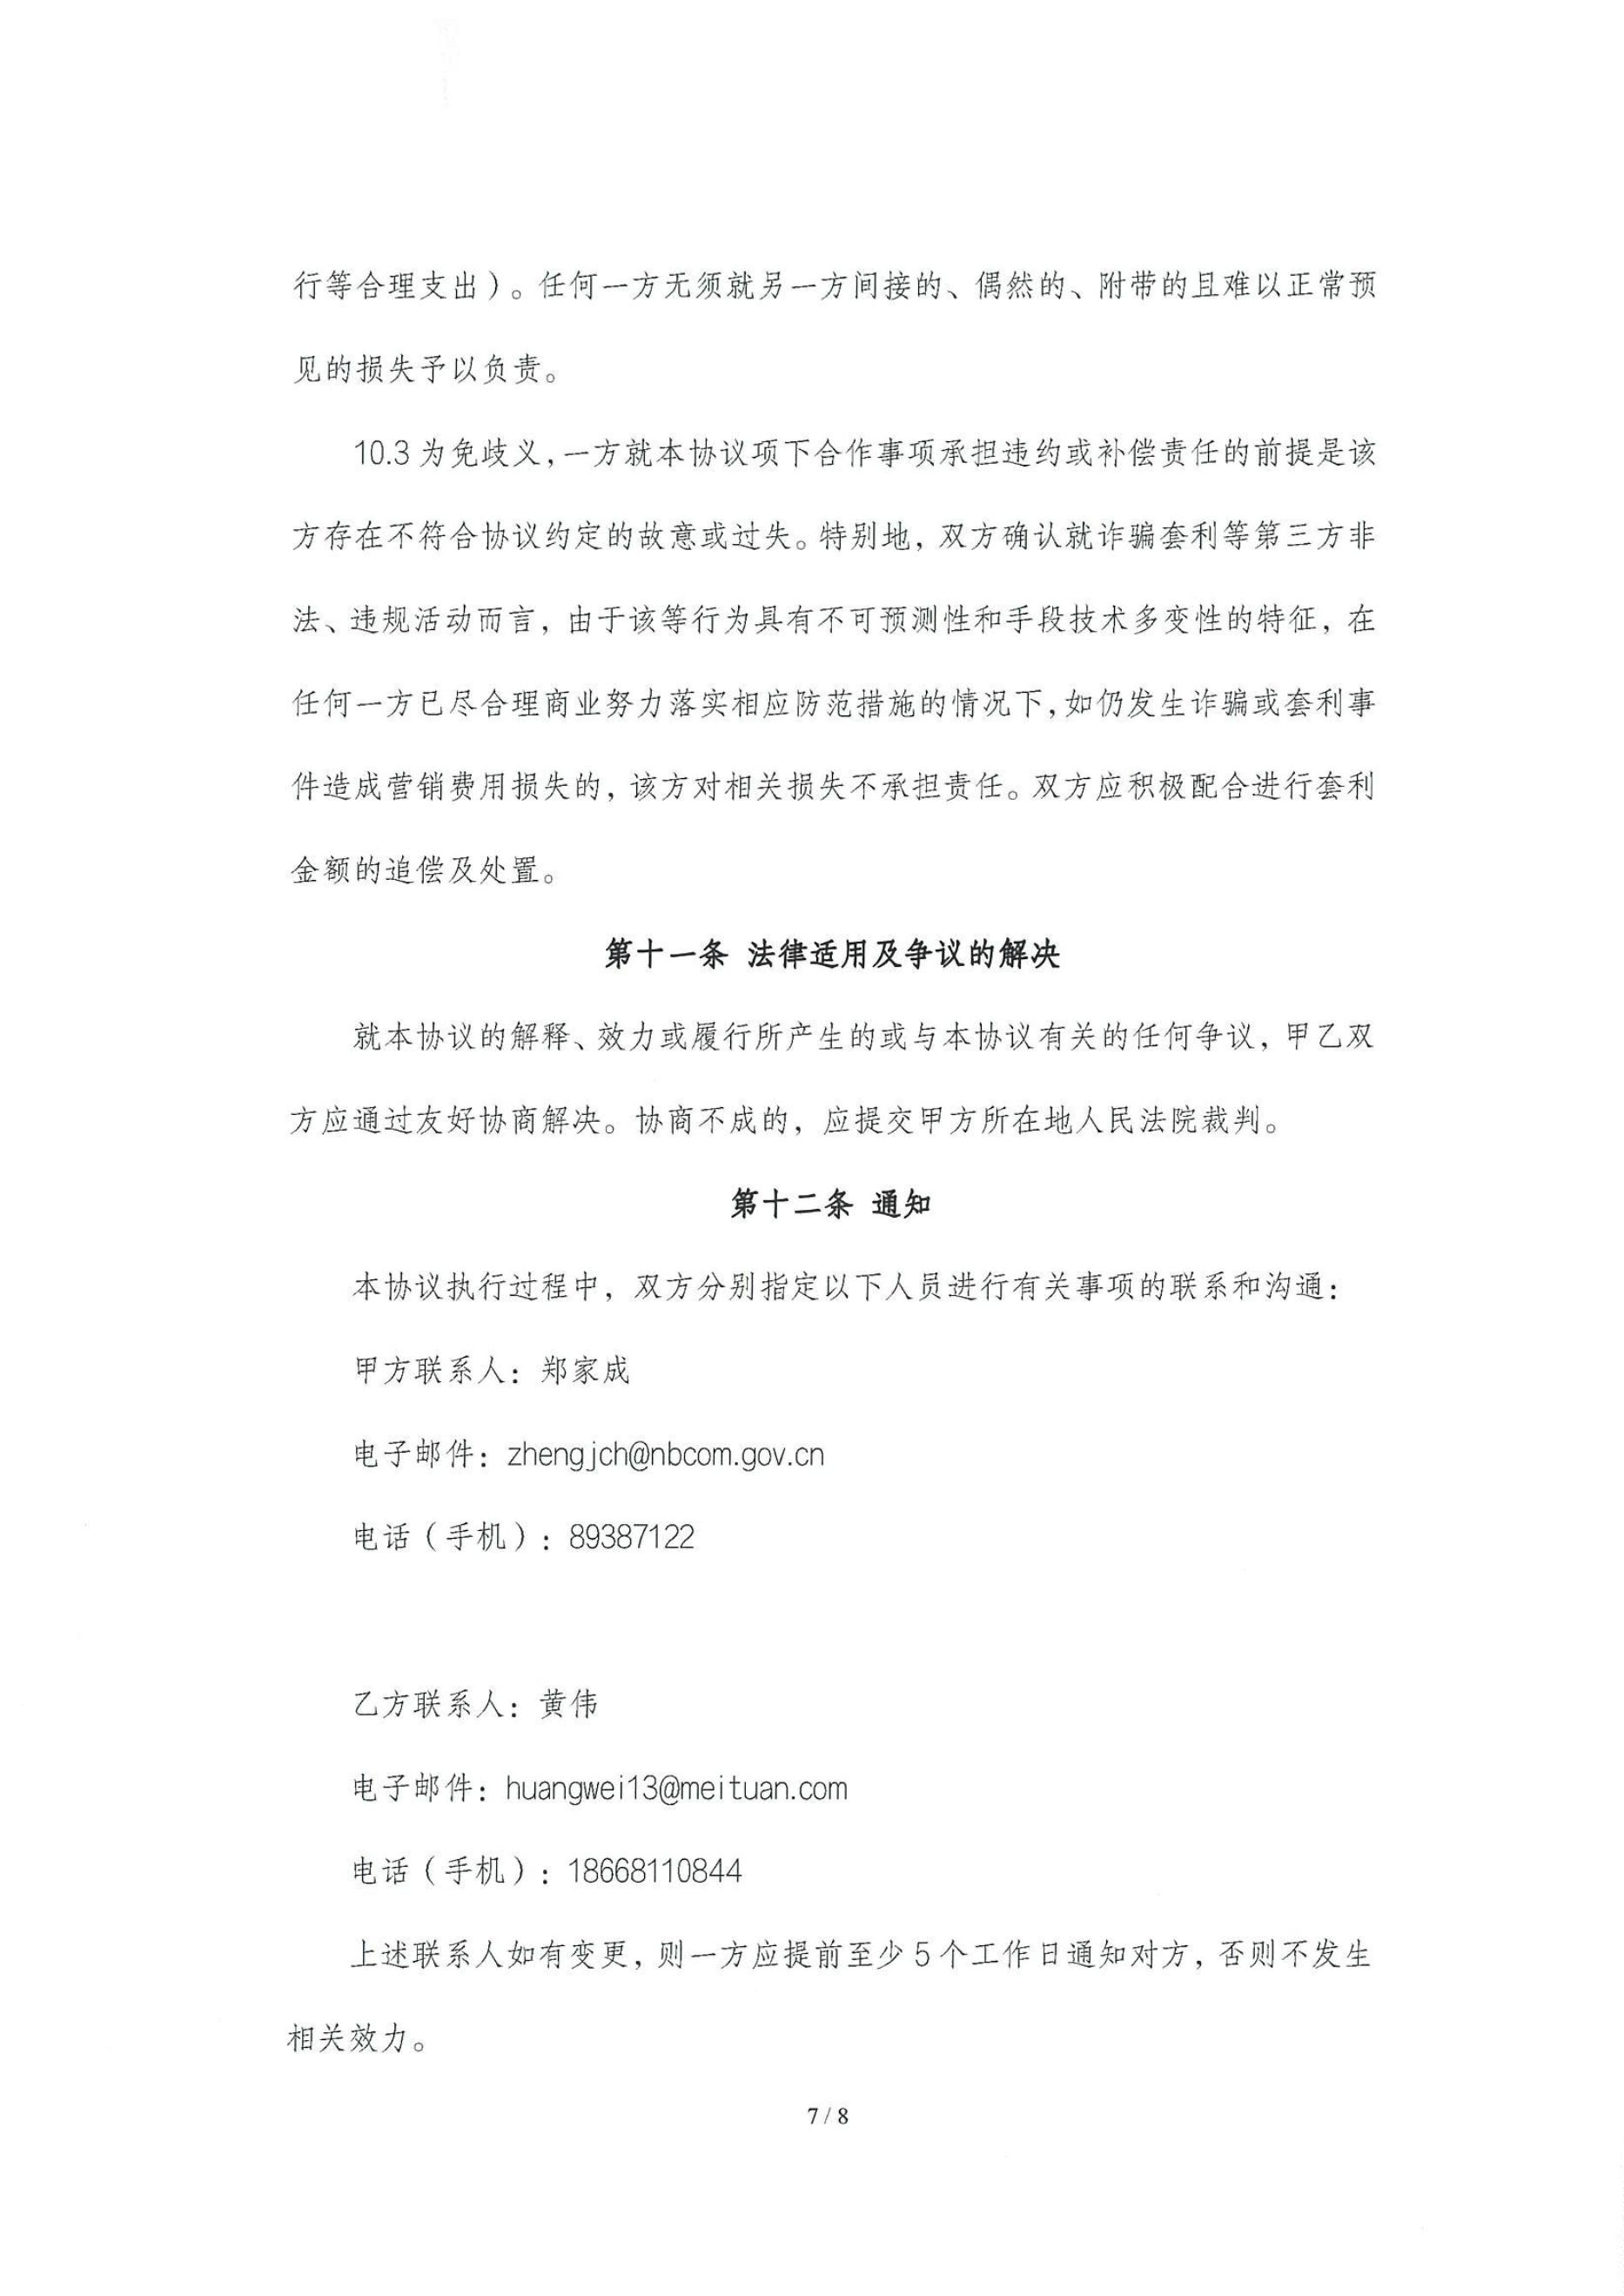 行等合理支出）。任何一方无须就另一方间接的、偶然的、附带的且难以正常预
见的损失予以负责。
10.3 为免歧义，一方就本协议项下合作事项承担违约或补偿责任的前提是该
方存在不符合协议约定的故意或过失。特别地，双方确认就诈骗套利等第三方非
法、违规活动而言，由于该等行为具有不可预测性和手段技术多变性的特征，在
任何一方已尽合理商业努力落实相应防范措施的情况下，如仍发生诈骗或套利事
件造成营销费用损失的，该方对相关损失不承担责任。双方应积极配合进行套利
金额的追偿及处置。
第十一条 法律适用及争议的解决
就本协议的解释、效力或履行所产生的或与本协议有关的任何争议，甲乙双
方应通过友好协商解决。协商不成的，应提交甲方所在地人民法院裁判。
第十二条 通知
本协议执行过程中，双方分别指定以下人员进行有关事项的联系和沟通：
甲方联系人：郑家成
电子邮件：zhengjch@nbcom.gov.cn
电话（手机）：89387122
乙方联系人：黄伟
电子邮件：huangwei13@meituan.com
电话（手机）：18668110844
上述联系人如有变更，则一方应提前至少 5 个工作日通知对方，否则不发生
相关效力。
7 / 8